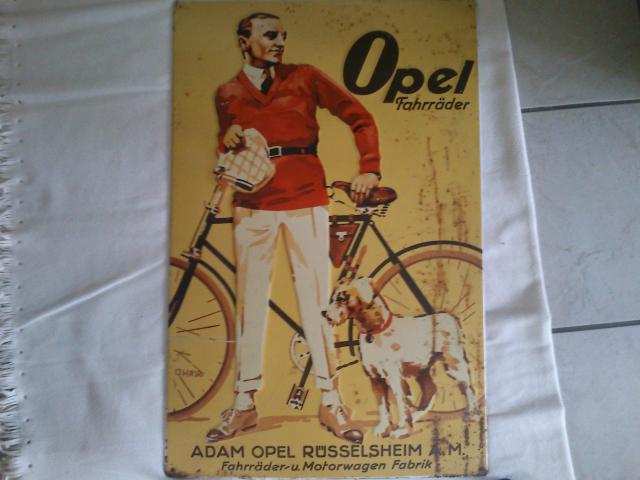 Opel
Fahrräder
ADAM OPEL RÜSSELSHEIM A.M.
Fahrräder-u.Motorwagen Fabrik